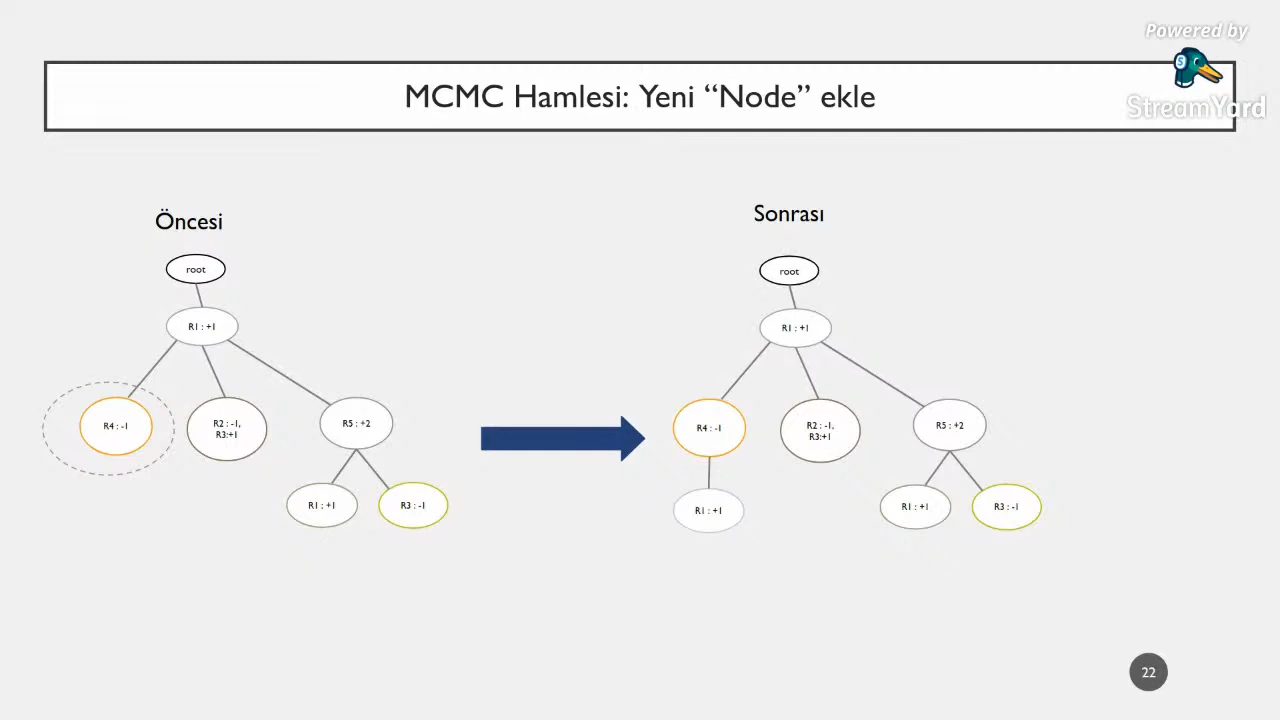 Powered by
StreamYard
MCMC Hamlesi: Yeni “Node” ekle
Öncesi
root
R1 : +1
R4 : -1
R2 : -1,
R3:+1
R5 : +2
R1 : +1
R3 : -1
Sonrası
root
R1 : +1
R4 : -1
R2 : -1,
R3:+1
R5 : +2
R1 : +1
R1 : +1
R3 : -1
22